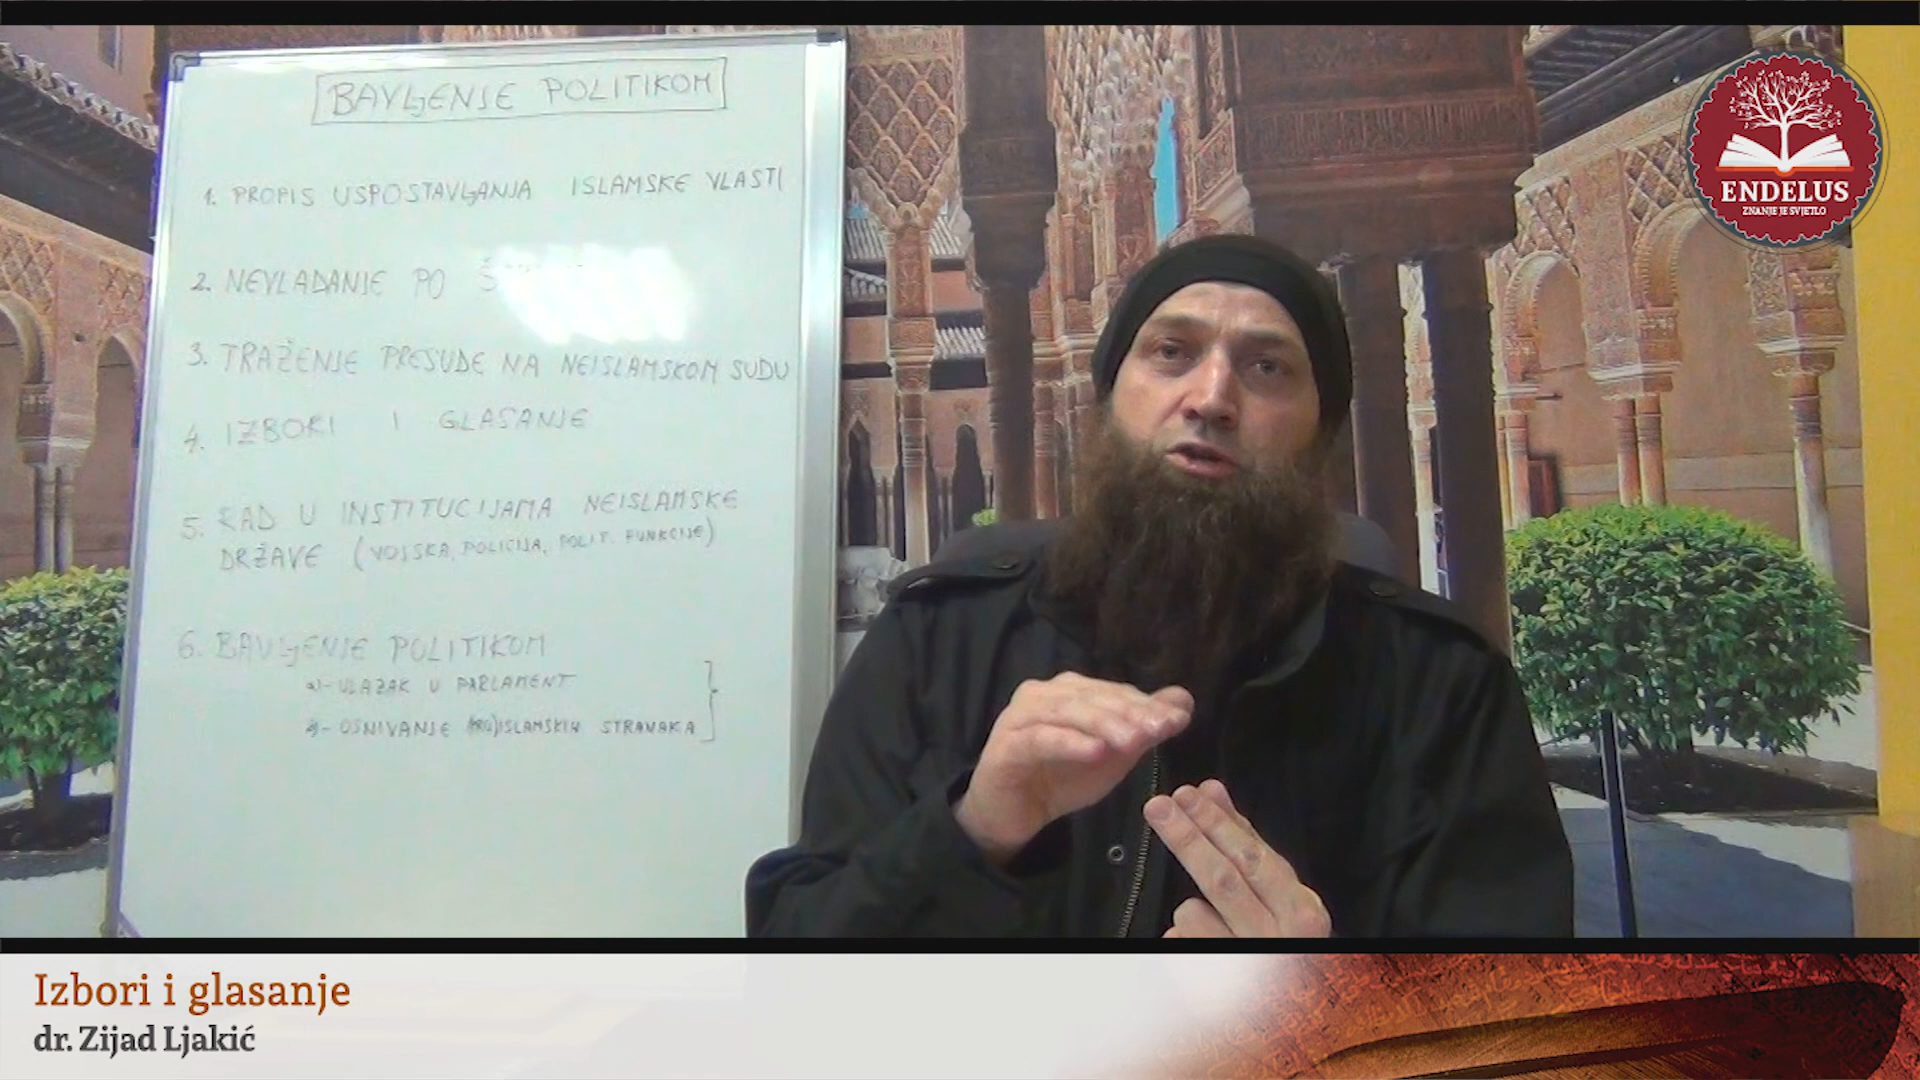 BAVLJENJE POLITIKOM
1. PROPIS USPOSTAVLJANJA ISLAMSKE VLASTI
2. NEVLADANJE PO
3. TRAŽENJE PRESUDE NA NEISLAMSKOM SUDU
4. IZBORI I GLASANJE
5. RAD U INSTITUCIJAMA NEISLAMSKE
DRŽAVE (VOJSKA, POLICIJA, POLIT. FUNKCIJE)
6. BAVLJENJE POLITIKOM
a)- ULAZAK U PARLAMENT
- OSNIVANJE ISLAMSKIH STRANAKA
ENDELUS
ZNANJE JE SVJETLO
Izbori i glasanje
dr. Zijad Ljakić